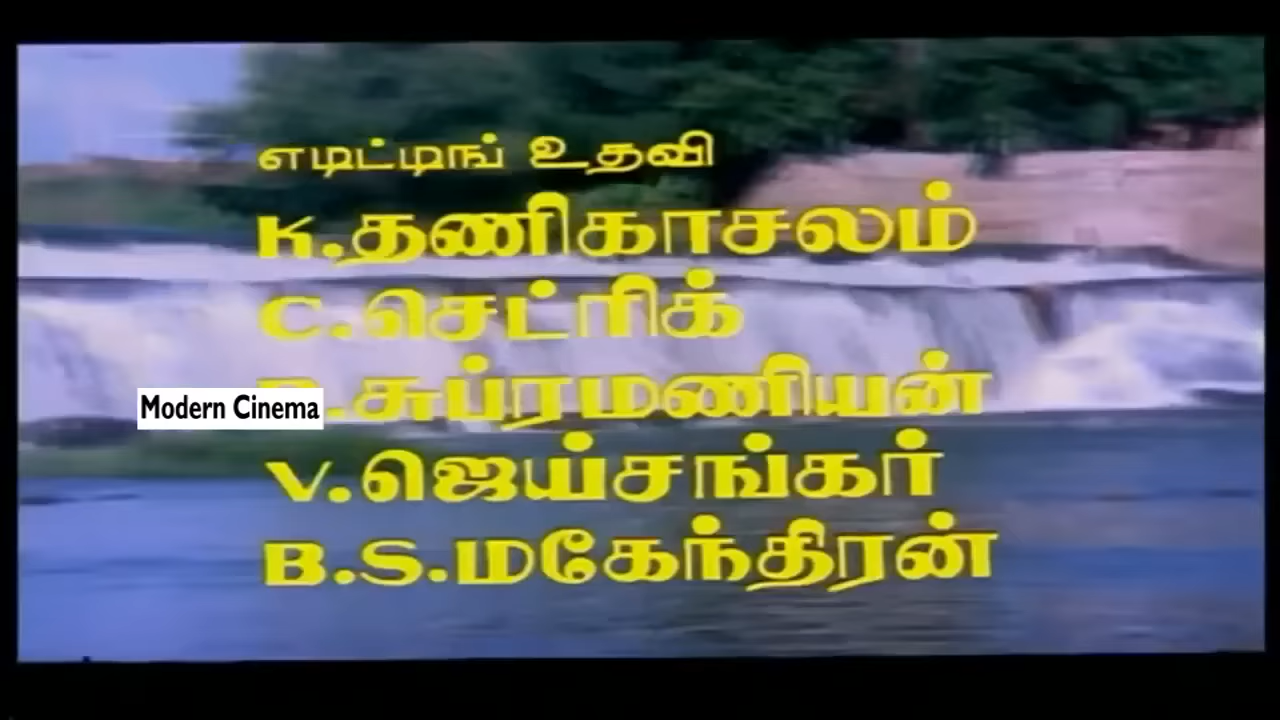 எடிட்டிங் உதவி
K.தணிகாசலம்
C.செட்ரிக்
சுப்ரமணியன்
Modern Cinema
V.ஜெய்சங்கர்
B.S.மகேந்திரன்